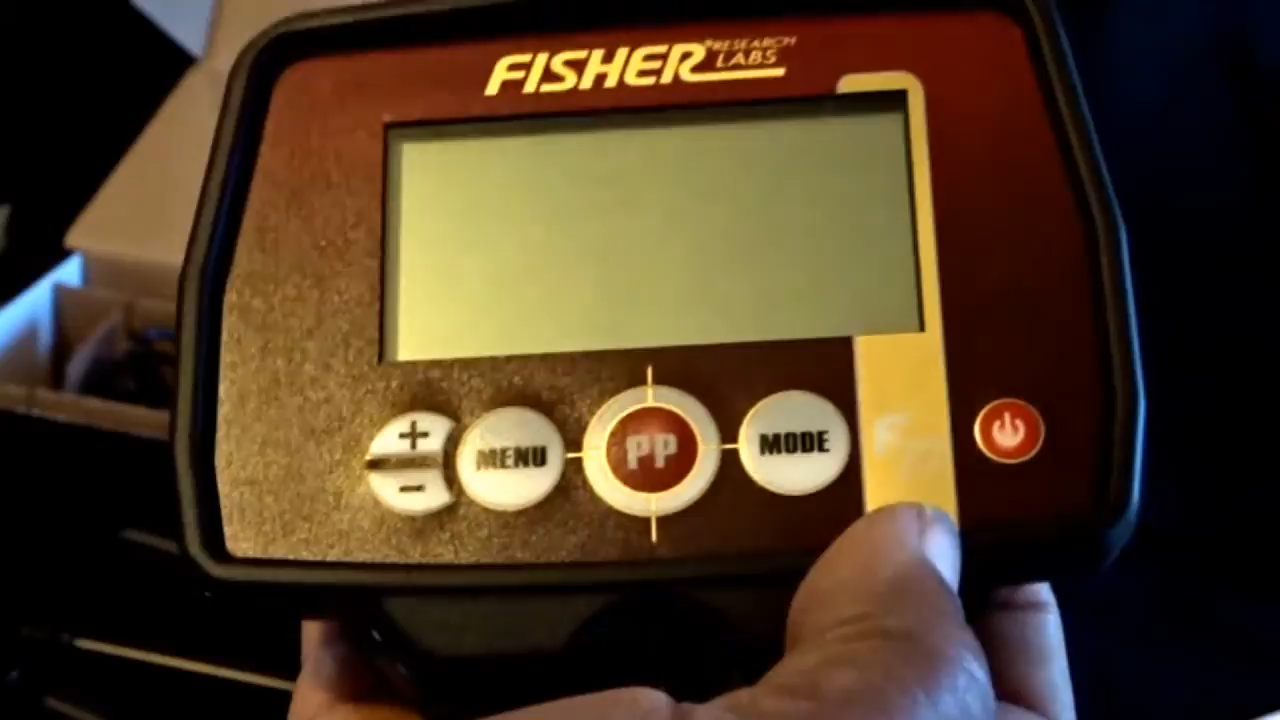 FISHER RESEARCH
LABS
+
-
MENU
PP
MODE